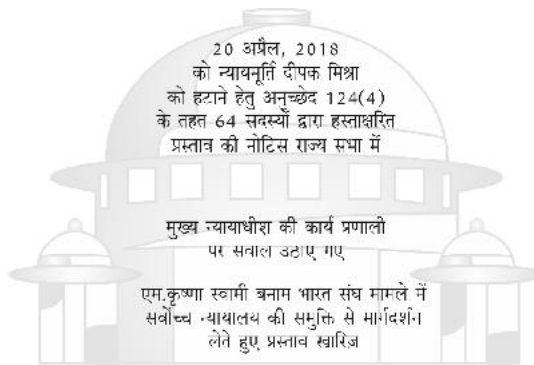 20 अप्रैल, 2018
को न्यायमूर्ति दीपक मिश्रा
को हटाने हेतु अनुच्छेद 124(4)
के तहत 64 सदस्यों द्वारा हस्ताक्षरित
प्रस्ताव की नोटिस राज्य सभा में
मुख्य न्यायाधीश की कार्य प्रणाली
पर सवाल उठाए गए
एम.कृष्णा स्वामी बनाम भारत संघ मामले में
सर्वोच्च न्यायालय की समुक्ति से मार्गदर्शन
लेते हुए प्रस्ताव खारिज